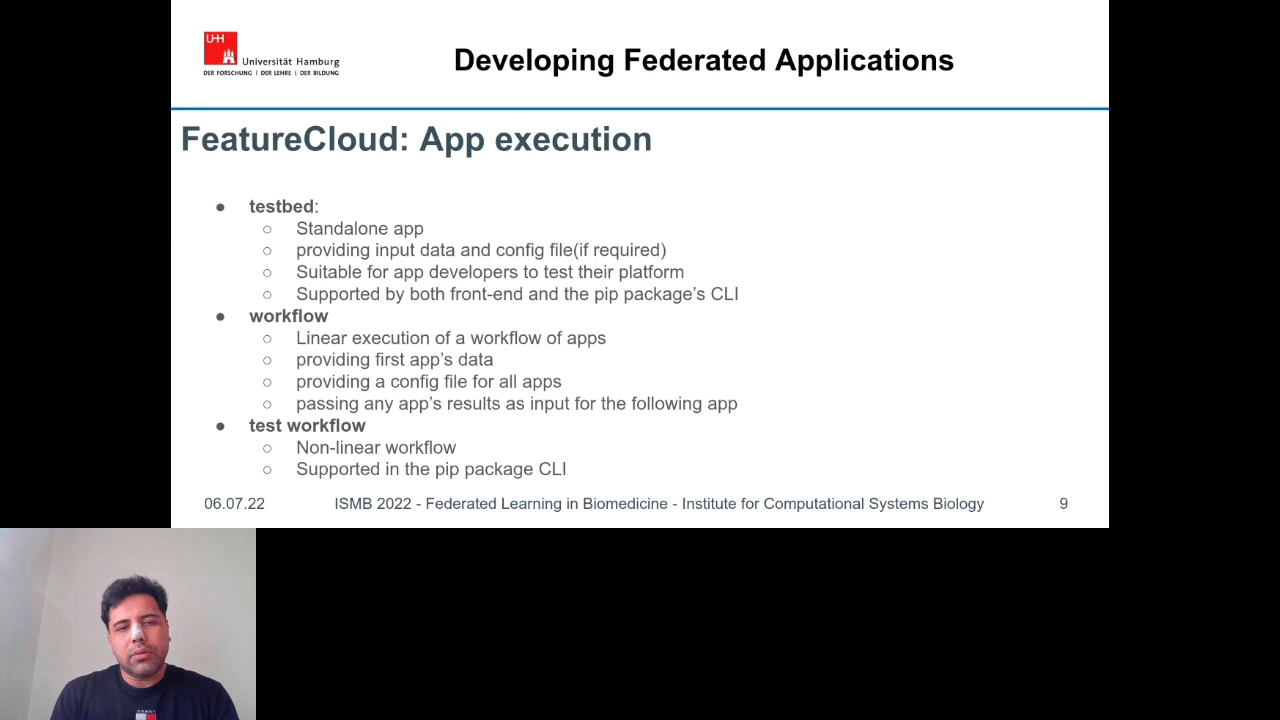 UHH
Universität Hamburg
DER FORSCHUNG | DER LEHRE | DER BILDUNG
Developing Federated Applications
FeatureCloud: App execution
● testbed:
○ Standalone app
○ providing input data and config file(if required)
○ Suitable for app developers to test their platform
○ Supported by both front-end and the pip package's CLI
● workflow
○ Linear execution of a workflow of apps
○ providing first app's data
○ providing a config file for all apps
○ passing any app's results as input for the following app
● test workflow
○ Non-linear workflow
○ Supported in the pip package CLI
06.07.22 ISMB 2022 - Federated Learning in Biomedicine - Institute for Computational Systems Biology 9